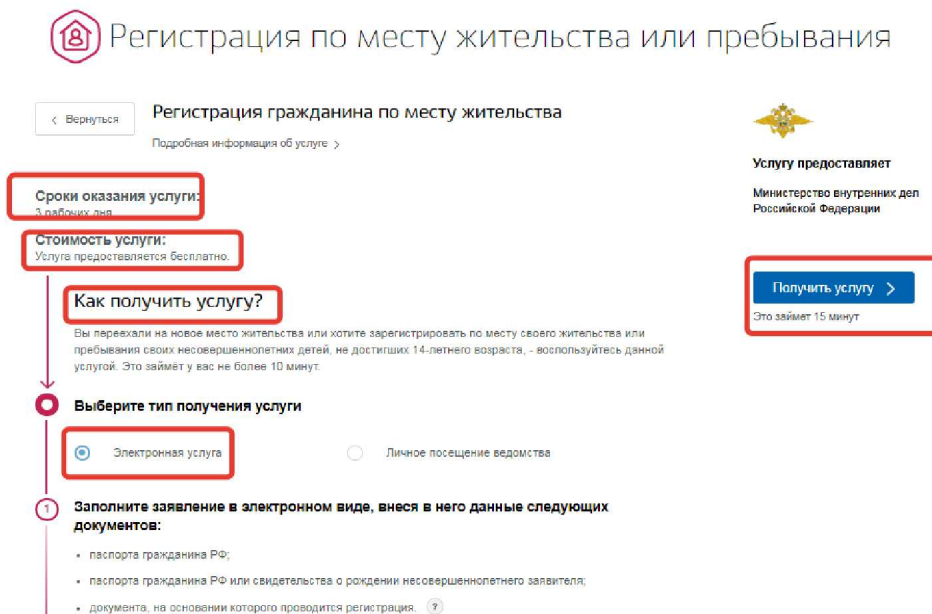 Регистрация по месту жительства или пребывания
Вернуться
Регистрация гражданина по месту жительства
Подробная информация об услуге
Сроки оказания услуги:
3 рабочих дня
Стоимость услуги:
Услуга предоставляется бесплатно.
Услугу предоставляет
Министерство внутренних дел
Российской Федерации
Получить услугу
Это займет 15 минут
Как получить услугу?
Вы переехали на новое место жительства или хотите зарегистрировать по месту своего жительства или
пребывания своих несовершеннолетних детей, не достигших 14-летнего возраста, - воспользуйтесь данной
услугой. Это займёт у вас не более 10 минут.
Выберите тип получения услуги
Электронная услуга
Личное посещение ведомства
1
Заполните заявление в электронном виде, внеся в него данные следующих
документов:
• паспорта гражданина РФ;
• паспорта гражданина РФ или свидетельства о рождении несовершеннолетнего заявителя;
• документа, на основании которого проводится регистрация. ?